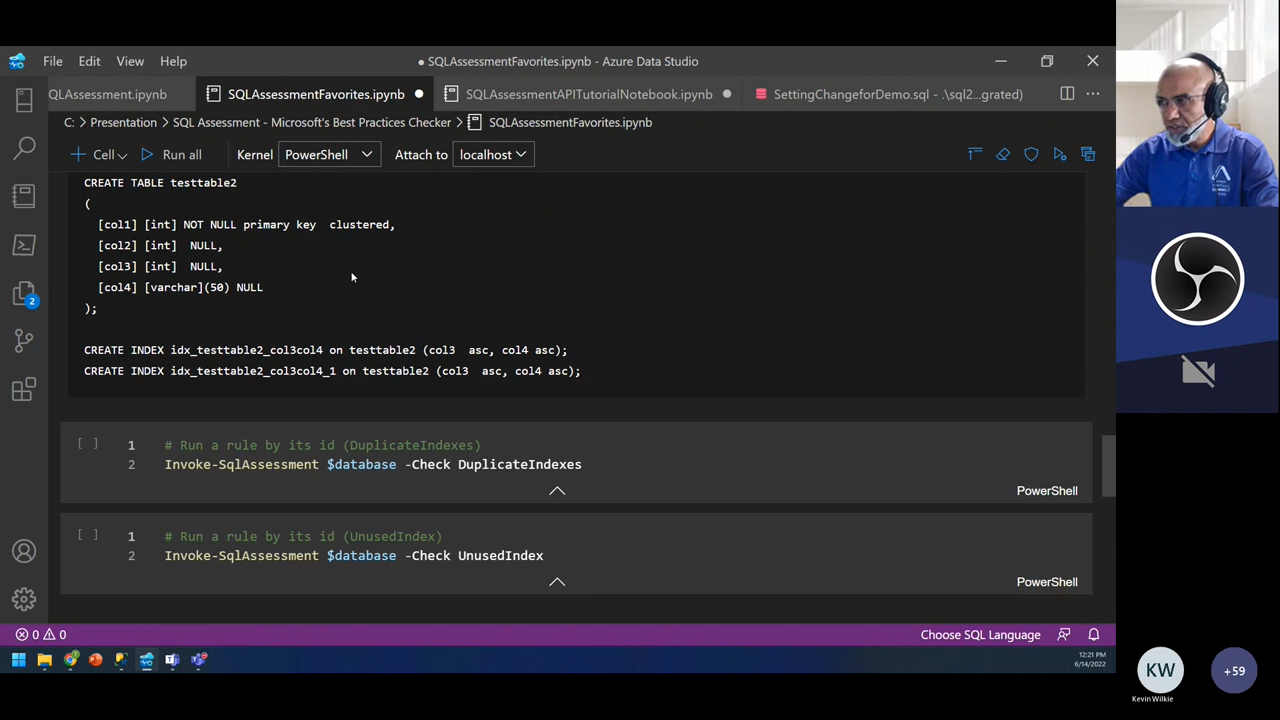 File Edit View Help
● SQLAssessmentFavorites.ipynb - Azure Data Studio
QLAssessment.ipynb
SQLAssessmentFavorites.ipynb
SQLAssessmentAPITutorialNotebook.ipynb
SettingChangeforDemo.sql - .\sql2...grated)
C: > Presentation > SQL Assessment - Microsoft's Best Practices Checker > SQLAssessmentFavorites.ipynb
Cell Run all Kernel PowerShell Attach to localhost
CREATE TABLE testtable2
(
[col1] [int] NOT NULL primary key  clustered,
[col2] [int]  NULL,
[col3] [int]  NULL,
[col4] [varchar](50) NULL
);
CREATE INDEX idx_testtable2_col3col4 on testtable2 (col3  asc, col4 asc);
CREATE INDEX idx_testtable2_col3col4_1 on testtable2 (col3  asc, col4 asc);
[ ] 1 # Run a rule by its id (DuplicateIndexes)
2 Invoke-SqlAssessment $database -Check DuplicateIndexes
PowerShell
[ ] 1 # Run a rule by its id (UnusedIndex)
2 Invoke-SqlAssessment $database -Check UnusedIndex
PowerShell
2
0 0
Choose SQL Language
12:21 PM
6/14/2022
KW
Kevin Wilkie
+59